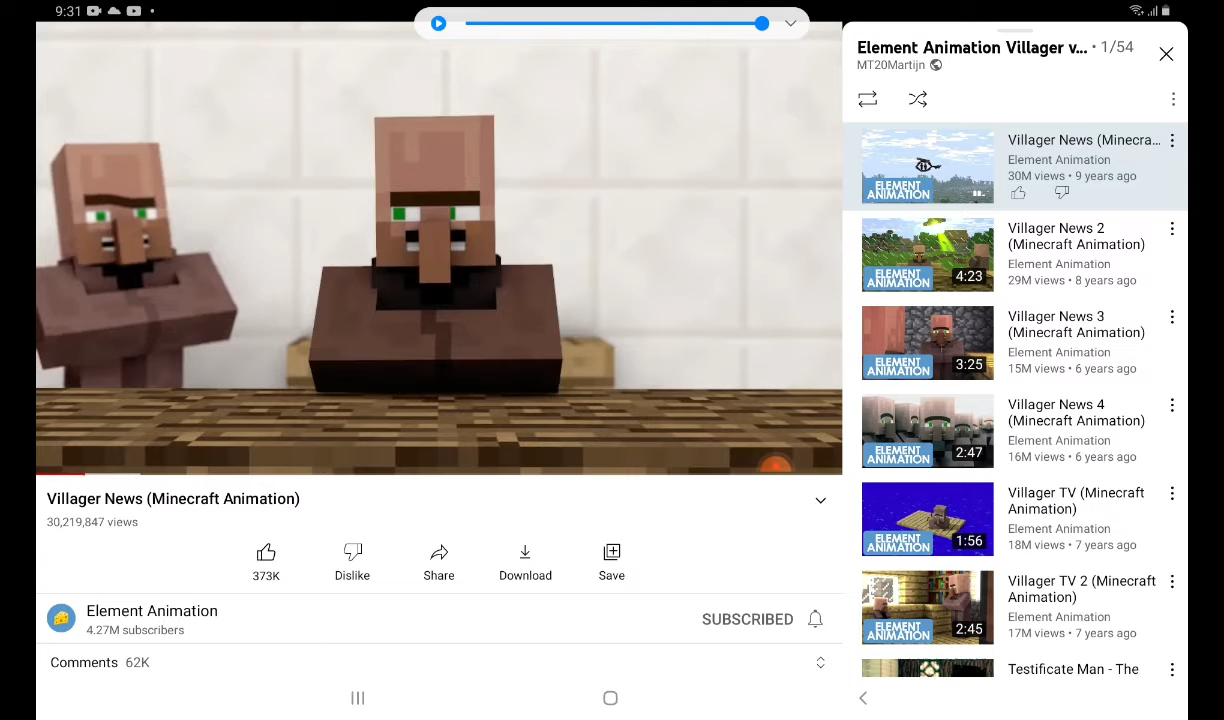 9:31
Element Animation Villager v... • 1/54
MT20Martijn
Villager News (Minecra...
Element Animation
30M views • 9 years ago
ELEMENT
ANIMATION
Villager News 2
(Minecraft Animation)
Element Animation
29M views • 8 years ago
ELEMENT
ANIMATION
4:23
Villager News 3
(Minecraft Animation)
Element Animation
15M views • 6 years ago
ELEMENT
ANIMATION
3:25
Villager News 4
(Minecraft Animation)
Element Animation
16M views • 6 years ago
ELEMENT
ANIMATION
2:47
Villager TV (Minecraft
Animation)
Element Animation
18M views • 7 years ago
ELEMENT
ANIMATION
1:56
Villager TV 2 (Minecraft
Animation)
Element Animation
17M views • 7 years ago
ELEMENT
ANIMATION
2:45
Testificate Man - The
Villager News (Minecraft Animation)
30,219,847 views
373K
Dislike
Share
Download
Save
Element Animation
4.27M subscribers
SUBSCRIBED
Comments 62K